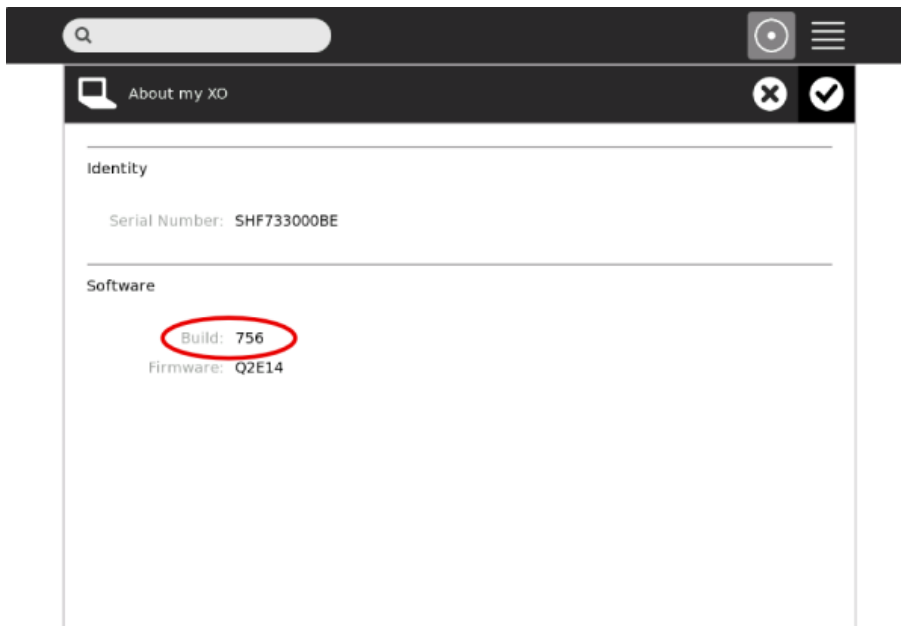 About my XO
Identity
Serial Number: SHF733000BE
Software
Build: 756
Firmware: Q2E14